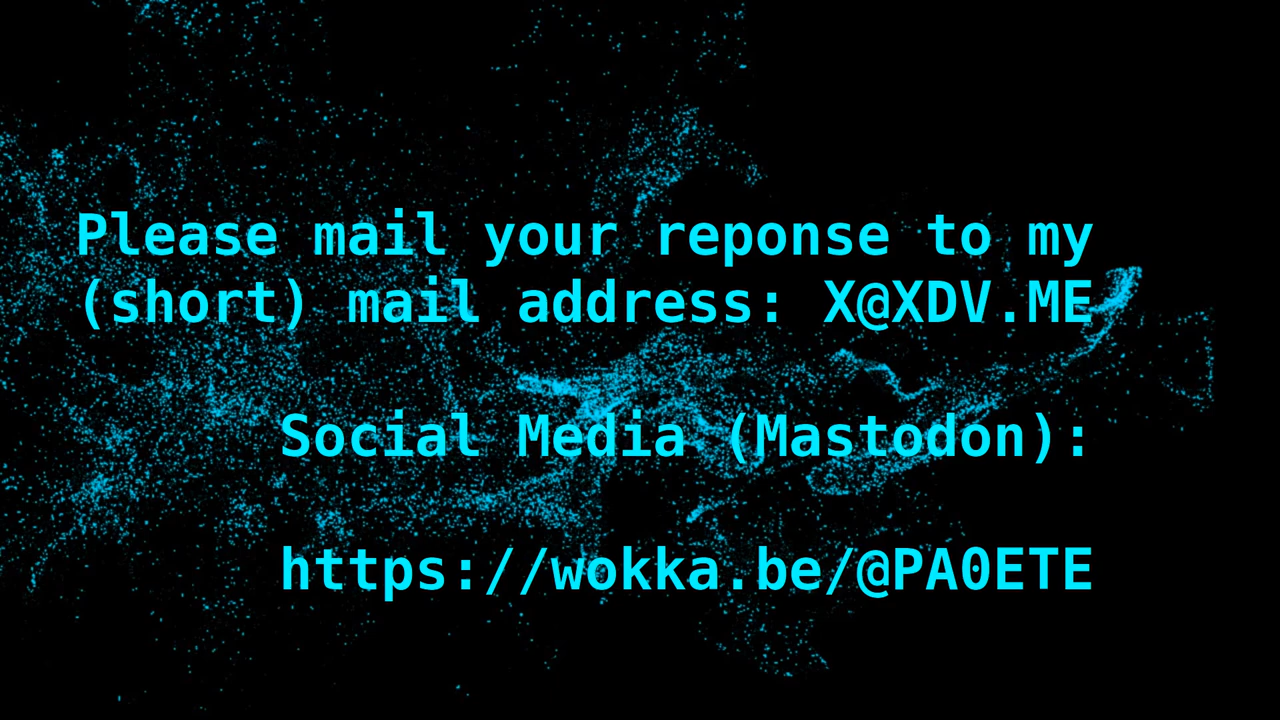 Please mail your reponse to my
(short) mail address: X@XDV.ME
Social Media (Mastodon):
https://wokka.be/@PA0ETE